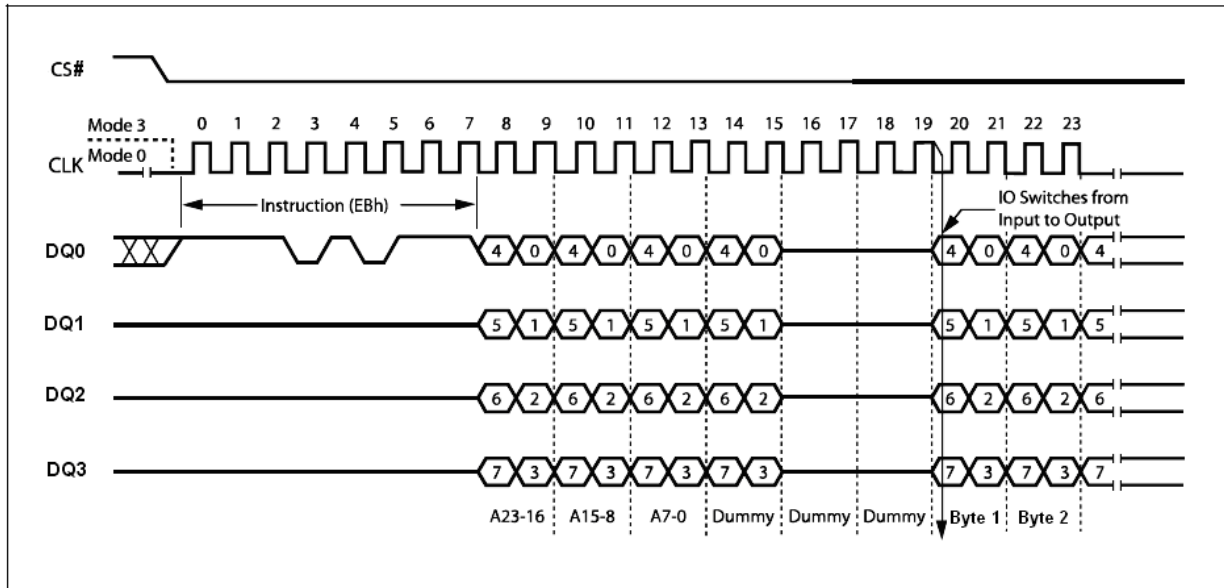 CS#
Mode 3 0 1 2 3 4 5 6 7 8 9 10 11 12 13 14 15 16 17 18 19 20 21 22 23
Mode 0
CLK
Instruction (EBh)
IO Switches from
Input to Output
DQ0 4 0 4 0 4 0 4 0 4 0 4 0 4
DQ1 5 1 5 1 5 1 5 1 5 1 5 1 5
DQ2 6 2 6 2 6 2 6 2 6 2 6 2 6
DQ3 7 3 7 3 7 3 7 3 7 3 7 3 7
A23-16 A15-8 A7-0 Dummy Dummy Dummy Byte 1 Byte 2